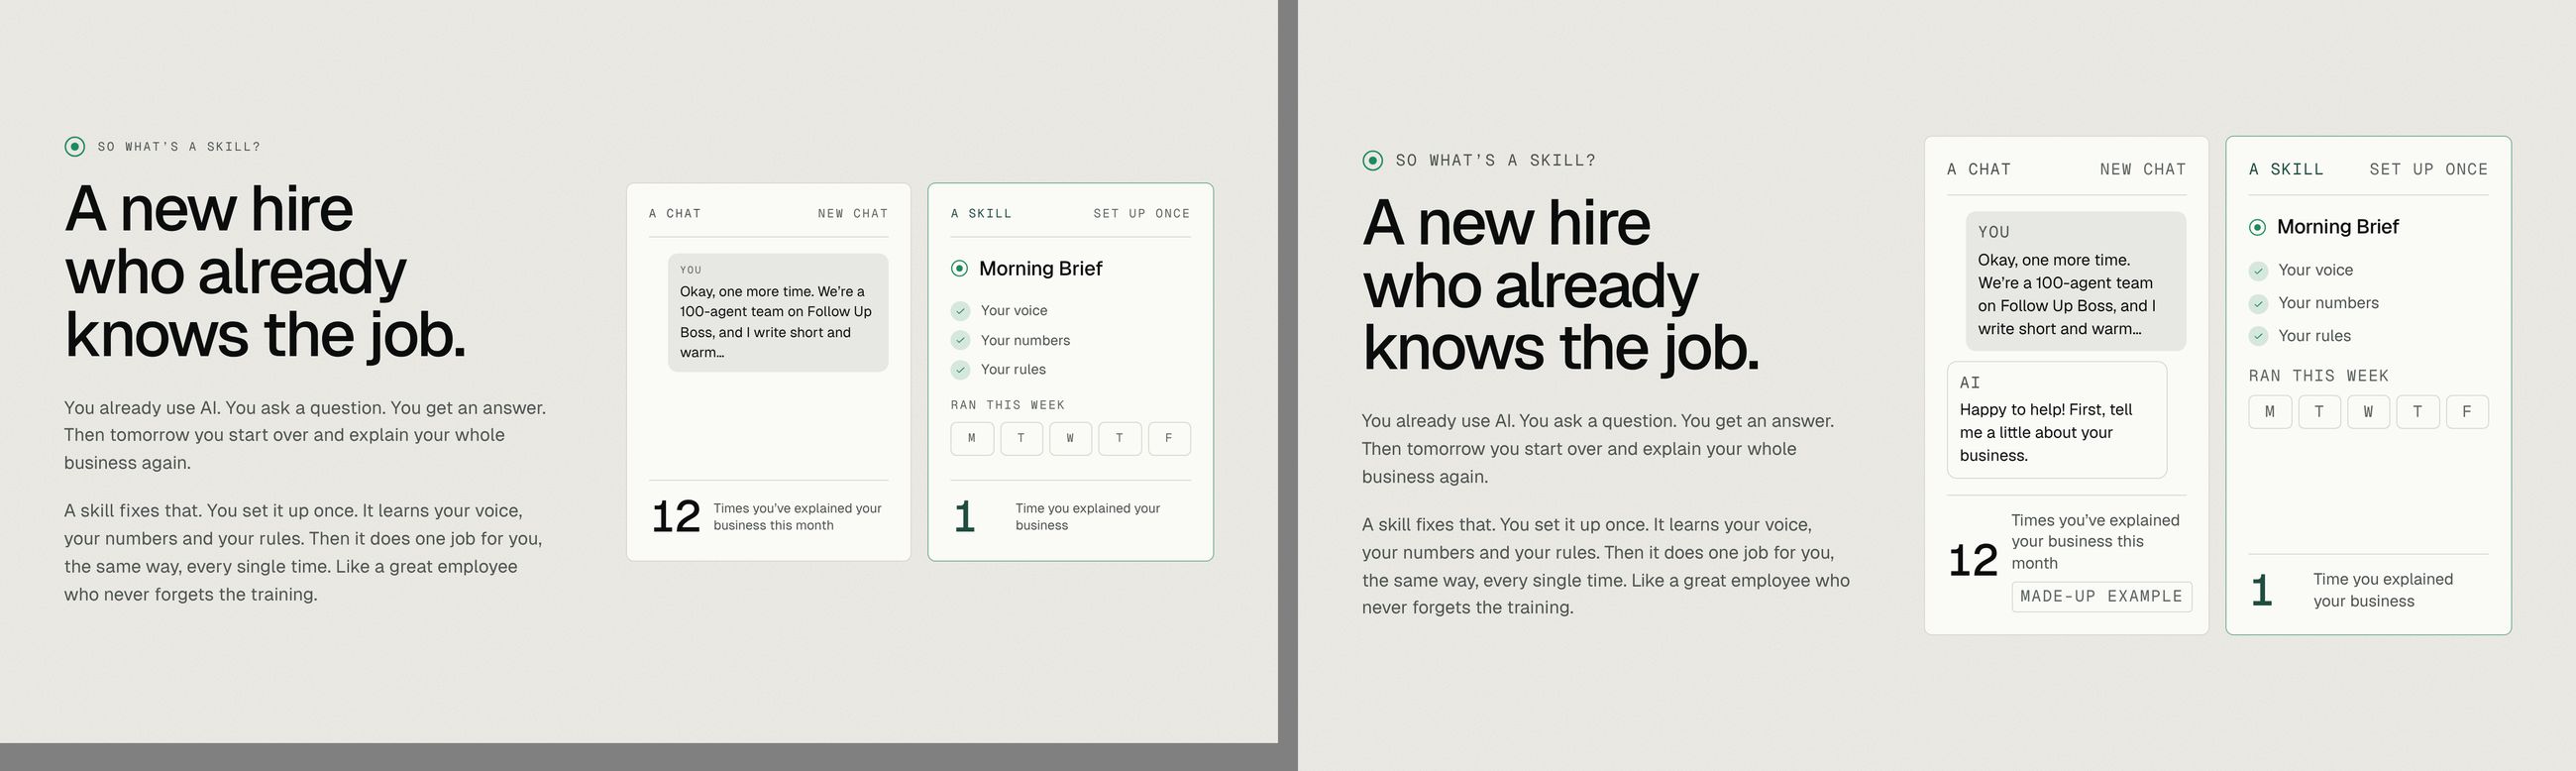 SO WHAT'S A SKILL?
A new hire
who already
knows the job.
You already use AI. You ask a question. You get an answer.
Then tomorrow you start over and explain your whole
business again.
A skill fixes that. You set it up once. It learns your voice,
your numbers and your rules. Then it does one job for you,
the same way, every single time. Like a great employee
who never forgets the training.
A CHAT NEW CHAT
YOU
Okay, one more time. We're a
100-agent team on Follow Up
Boss, and I write short and
warm…
12 Times you've explained your
business this month
A SKILL SET UP ONCE
Morning Brief
Your voice
Your numbers
Your rules
RAN THIS WEEK
M T W T F
1 Time you explained your
business
SO WHAT'S A SKILL?
A new hire
who already
knows the job.
You already use AI. You ask a question. You get an answer.
Then tomorrow you start over and explain your whole
business again.
A skill fixes that. You set it up once. It learns your voice,
your numbers and your rules. Then it does one job for you,
the same way, every single time. Like a great employee who
never forgets the training.
A CHAT NEW CHAT
YOU
Okay, one more time.
We're a 100-agent team
on Follow Up Boss, and I
write short and warm…
AI
Happy to help! First, tell
me a little about your
business.
12 Times you've explained
your business this
month
MADE-UP EXAMPLE
A SKILL SET UP ONCE
Morning Brief
Your voice
Your numbers
Your rules
RAN THIS WEEK
M T W T F
1 Time you explained
your business